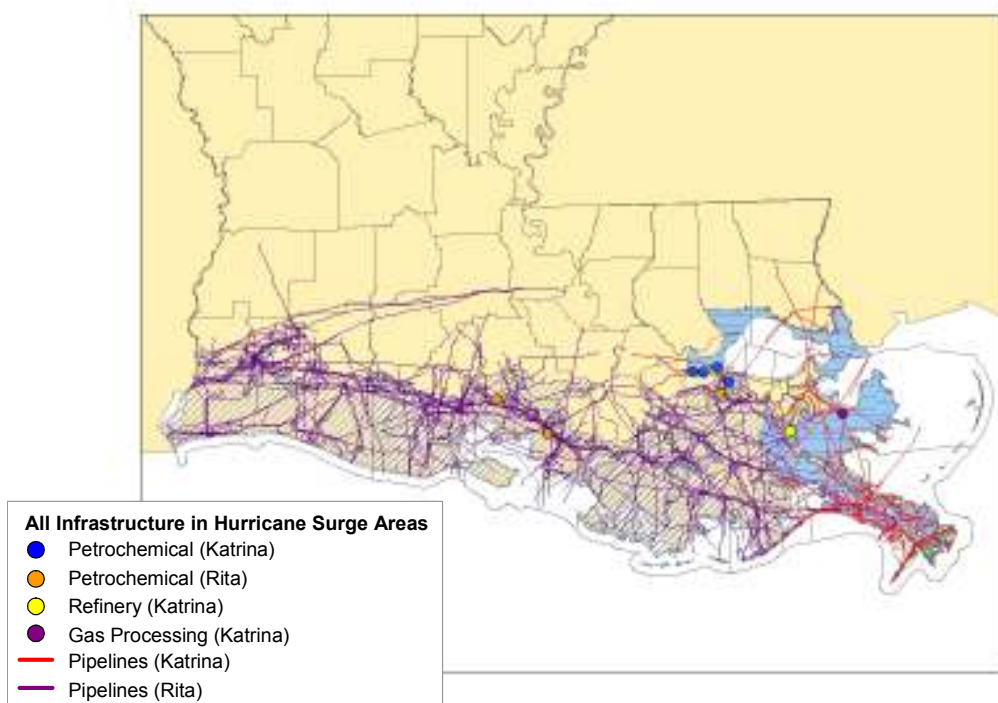 All Infrastructure in Hurricane Surge Areas
Petrochemical (Katrina)
Petrochemical (Rita)
Refinery (Katrina)
Gas Processing (Katrina)
Pipelines (Katrina)
Pipelines (Rita)